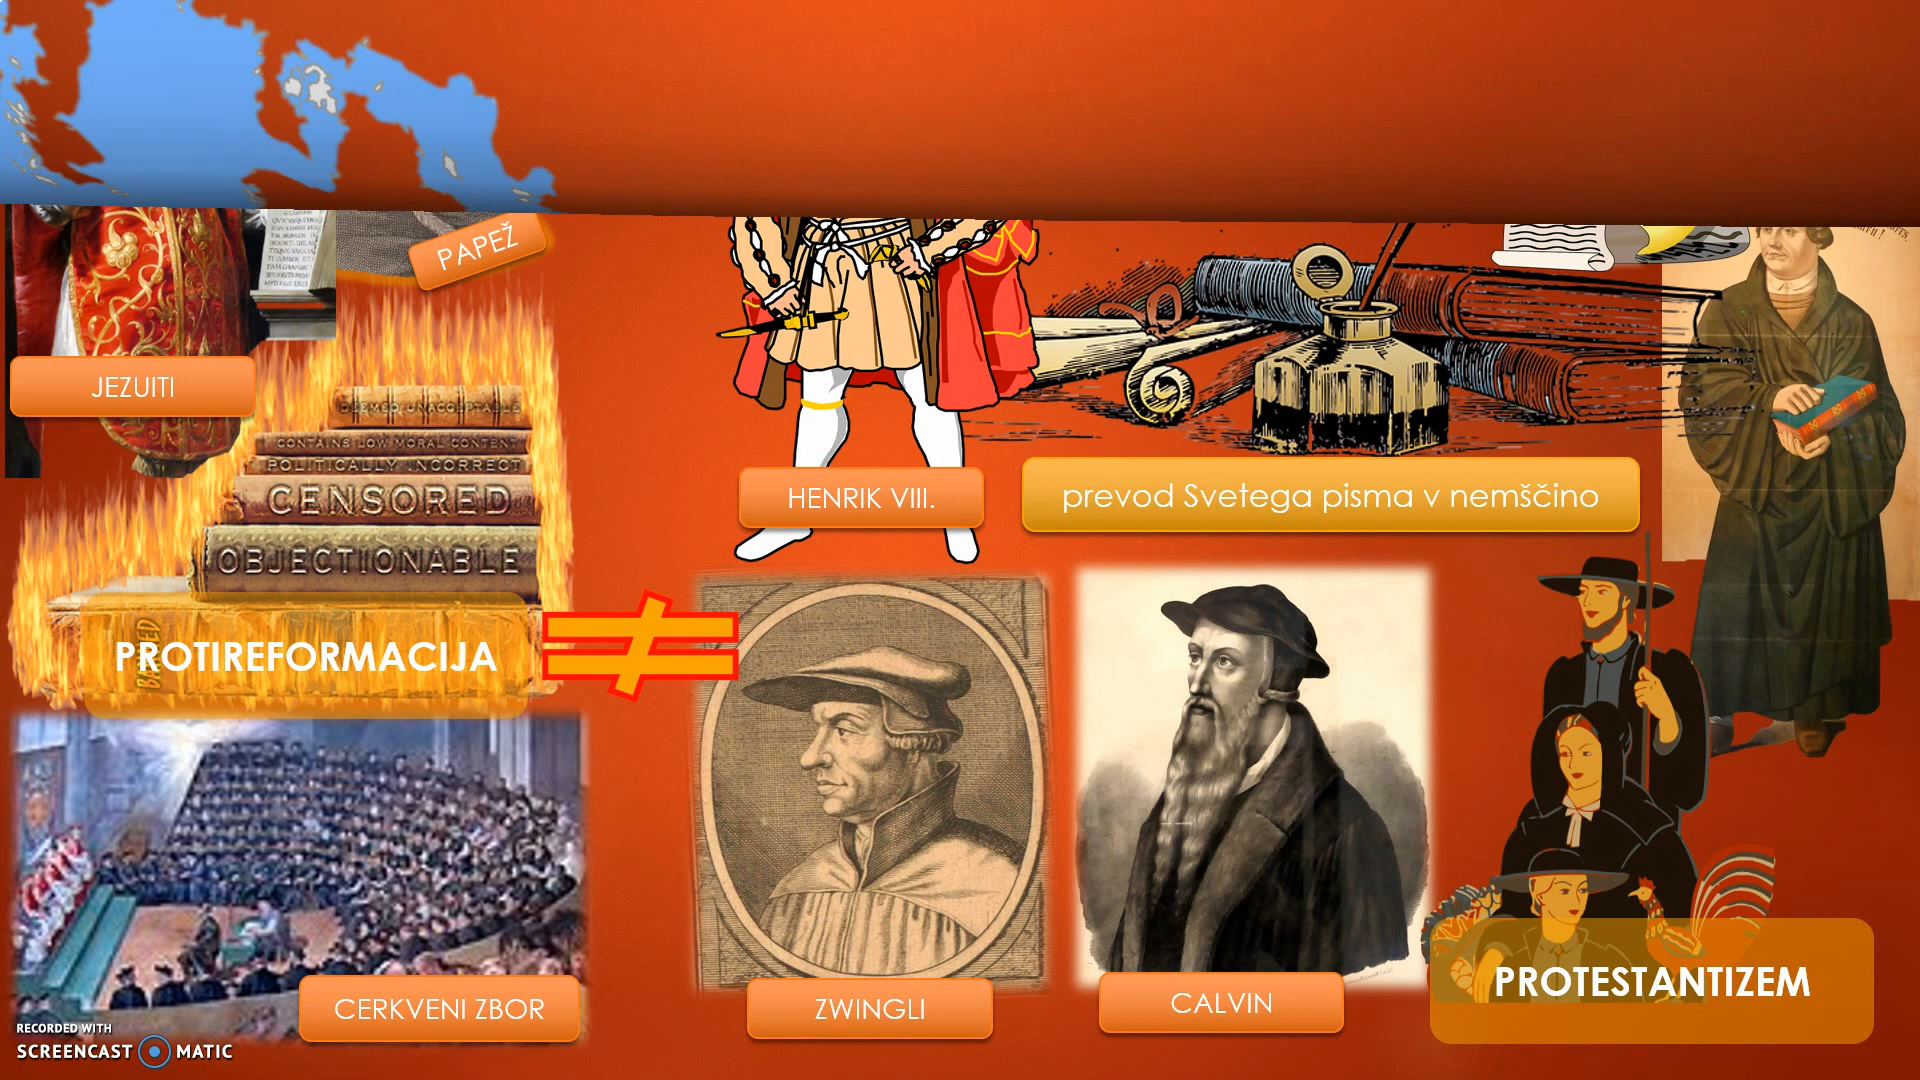 PAPEŽ
JEZUITI
DEEMED UNACCEPTABLE
CONTAINS LOW MORAL CONTENT
POLITICALLY INCORRECT
CENSORED
OBJECTIONABLE
BANNED
HENRIK VIII.
prevod Svetega pisma v nemščino
PROTIREFORMACIJA
CERKVENI ZBOR
ZWINGLI
CALVIN
PROTESTANTIZEM
RECORDED WITH
SCREENCAST MATIC